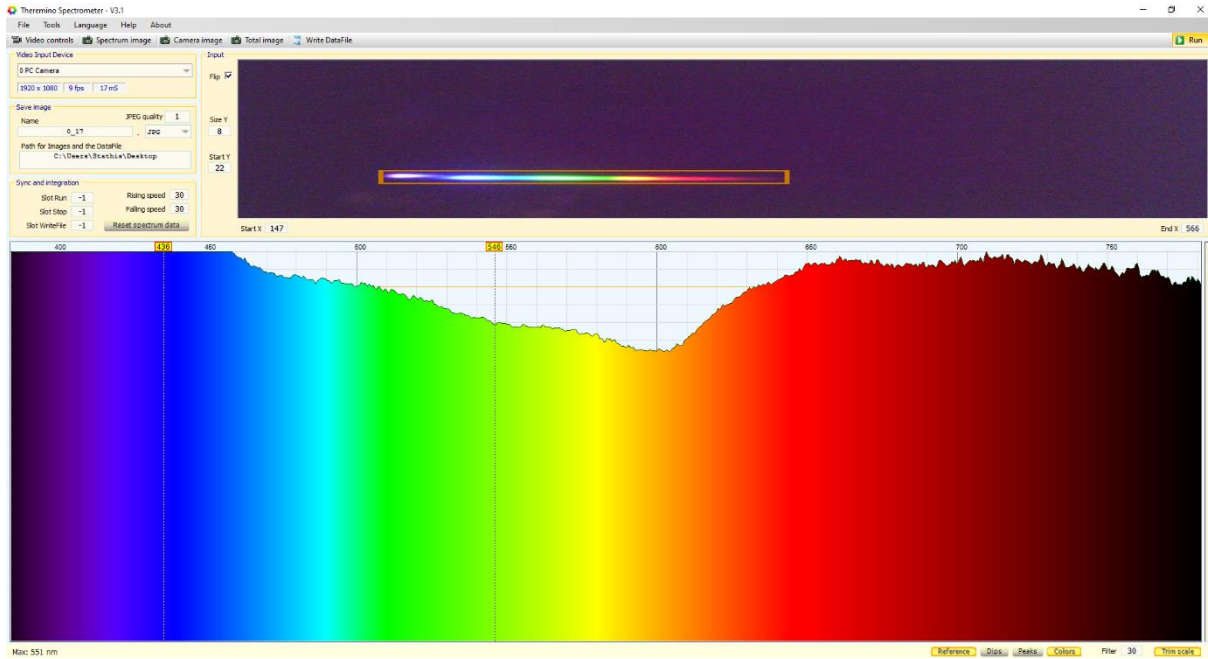 Theremino Spectrometer - V3.1
File Tools Language Help About
Video controls Spectrum image Camera image Total image Write DataFile Run
Video Input Device
0 PC Camera
1920 x 1080 9 fps 17 mS
Save image
Name JPEG quality 1
0_17 . JPG
Path for Images and the DataFile
C:\Users\Stathis\Desktop
Sync and integration
Slot Run -1 Rising speed 30
Slot Stop -1 Falling speed 30
Slot WriteFile -1 Reset spectrum data
Input
Flip
Size Y
8
Start Y
22
Start X 147 End X 566
400 436 450 500 546 550 600 650 700 750
Max: 551 nm Reference Dips Peaks Colors Filter 30 Trim scale